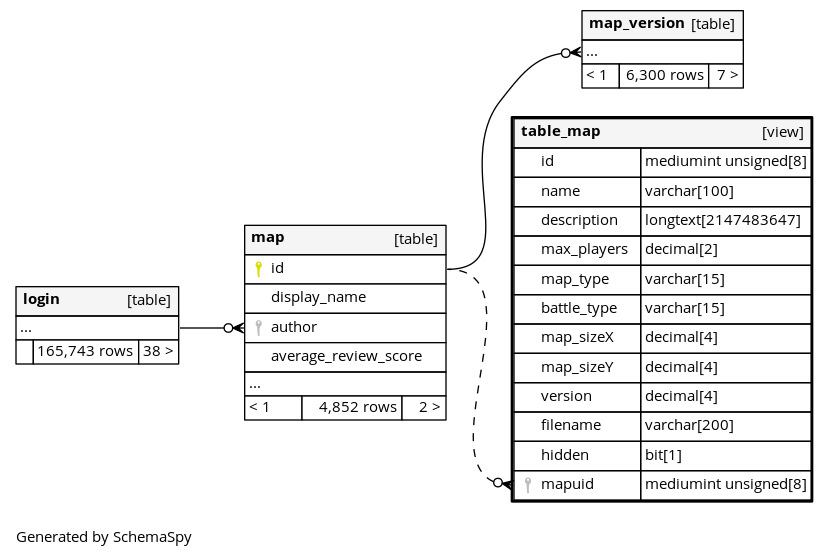 map_version [table]
...
< 1 6,300 rows 7 >
table_map [view]
id mediumint unsigned[8]
name varchar[100]
description longtext[2147483647]
max_players decimal[2]
map_type varchar[15]
battle_type varchar[15]
map_sizeX decimal[4]
map_sizeY decimal[4]
version decimal[4]
filename varchar[200]
hidden bit[1]
mapuid mediumint unsigned[8]
map [table]
id
display_name
author
average_review_score
...
< 1 4,852 rows 2 >
login [table]
...
165,743 rows 38 >
Generated by SchemaSpy